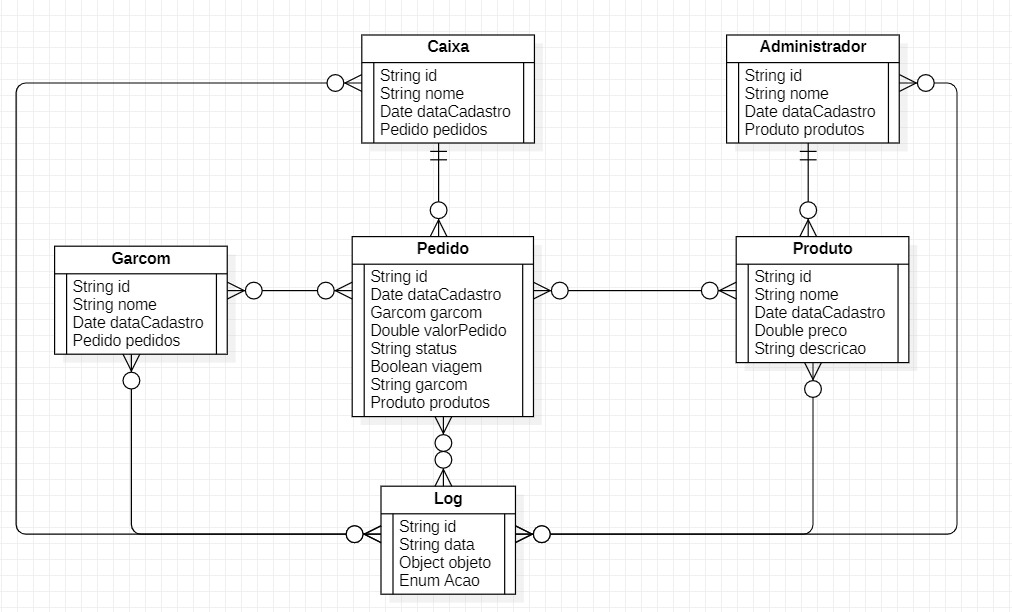 Caixa
String id
String nome
Date dataCadastro
Pedido pedidos
Administrador
String id
String nome
Date dataCadastro
Produto produtos
Garcom
String id
String nome
Date dataCadastro
Pedido pedidos
Pedido
String id
Date dataCadastro
Garcom garcom
Double valorPedido
String status
Boolean viagem
String garcom
Produto produtos
Produto
String id
String nome
Date dataCadastro
Double preco
String descricao
Log
String id
String data
Object objeto
Enum Acao